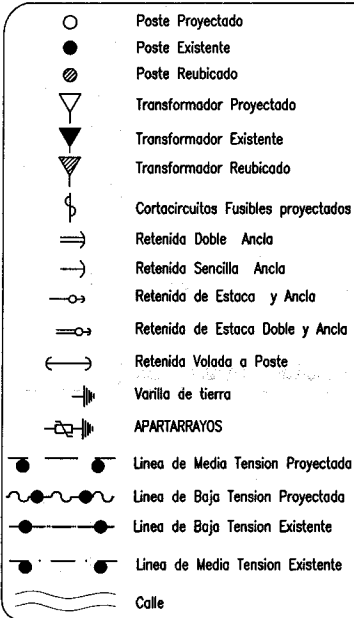 Poste Proyectado
Poste Existente
Poste Reubicado
Transformador Proyectado
Transformador Existente
Transformador Reubicado
Cortacircuitos Fusibles proyectados
Retenida Doble Ancla
Retenida Sencilla Ancla
Retenida de Estaca y Ancla
Retenida de Estaca Doble y Ancla
Retenida Volada a Poste
Varilla de tierra
APARTARRAYOS
Linea de Media Tension Proyectada
Linea de Baja Tension Proyectada
Linea de Baja Tension Existente
Linea de Media Tension Existente
Calle